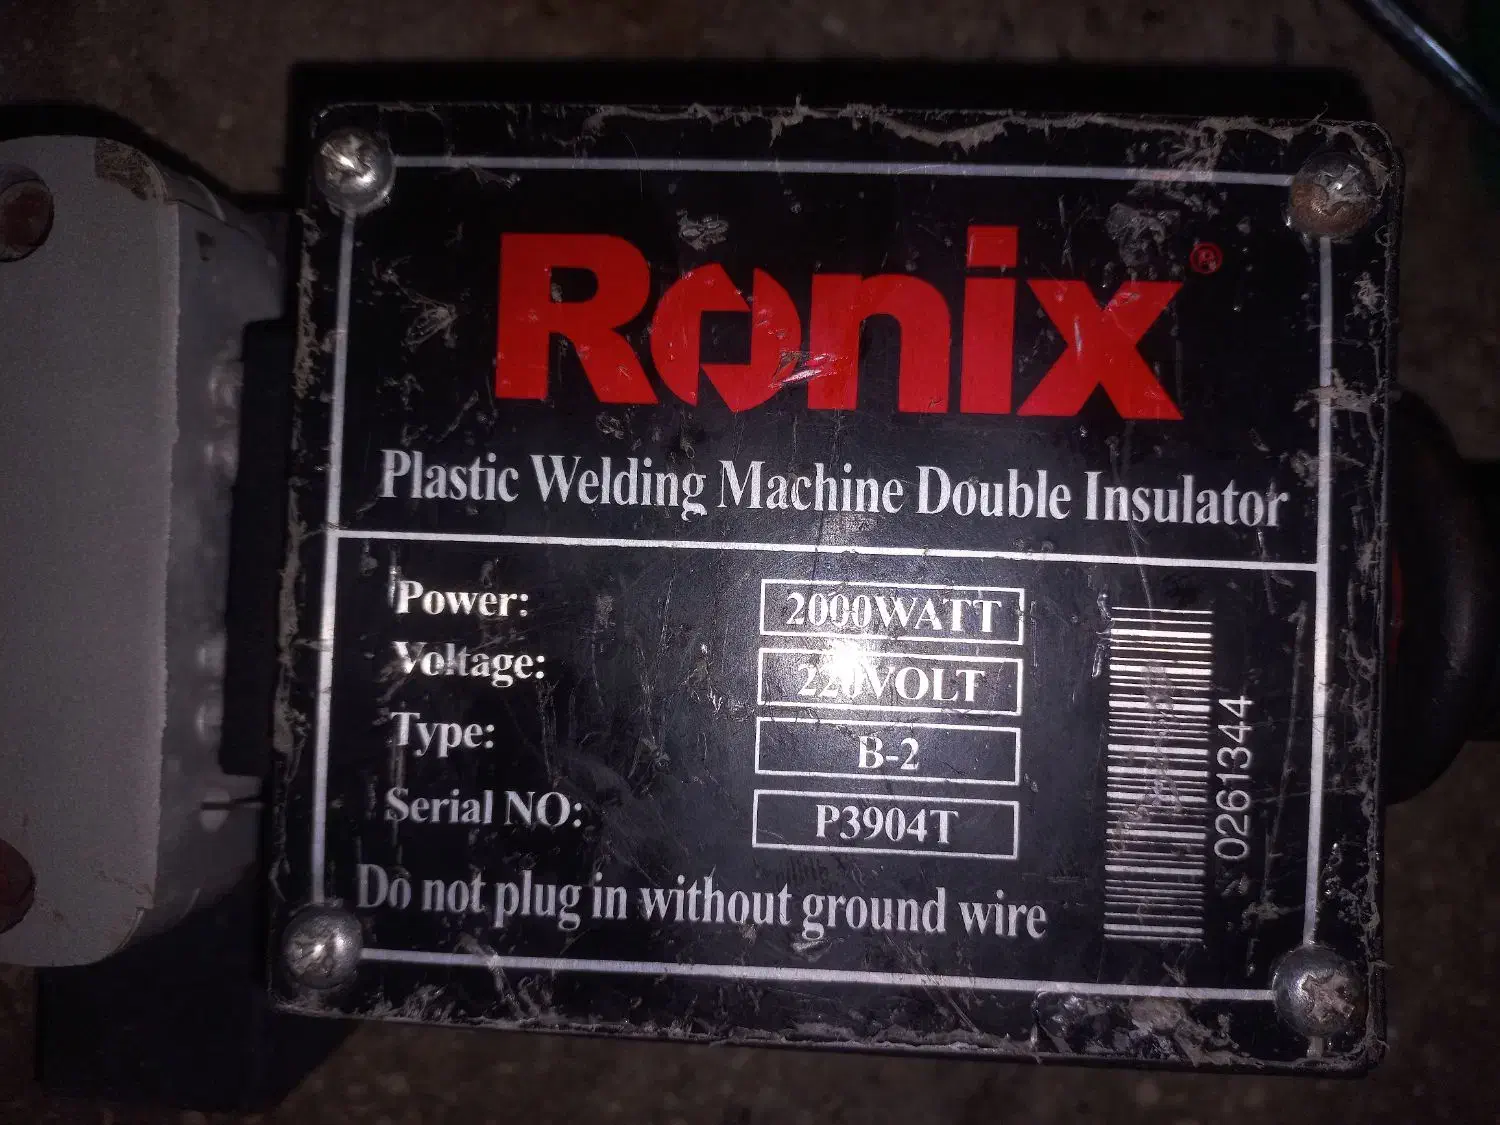 Ronix®
Plastic Welding Machine Double Insulator
Power: 2000WATT
Voltage: 220VOLT
Type: B-2
Serial NO: P3904T
0261344
Do not plug in without ground wire